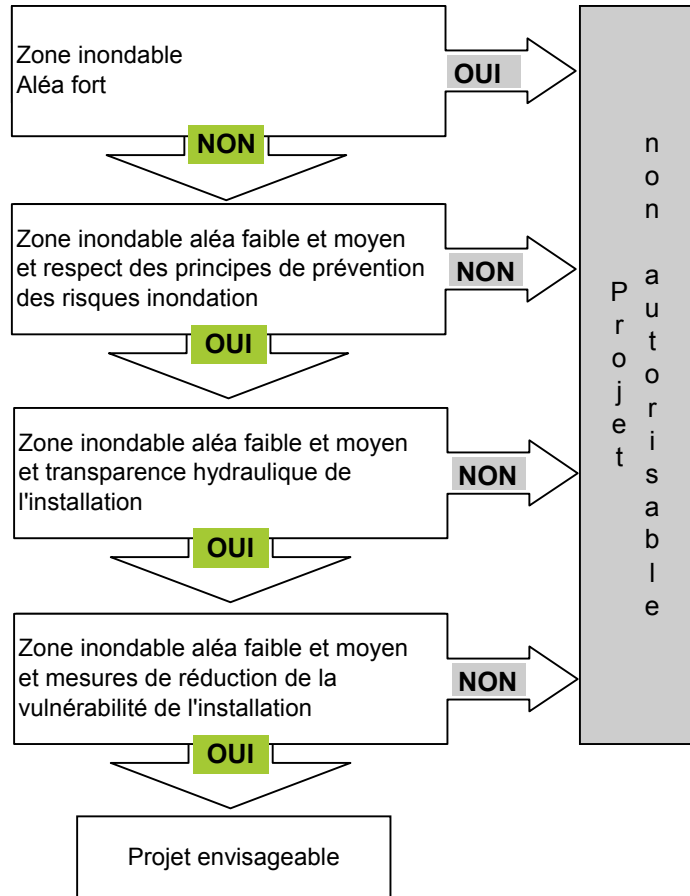 Zone inondable
Aléa fort
OUI
NON
Zone inondable aléa faible et moyen
et respect des principes de prévention
des risques inondation
NON
OUI
Zone inondable aléa faible et moyen
et transparence hydraulique de
l'installation
NON
OUI
Zone inondable aléa faible et moyen
et mesures de réduction de la
vulnérabilité de l'installation
NON
OUI
Projet envisageable
Projet
non autorisable